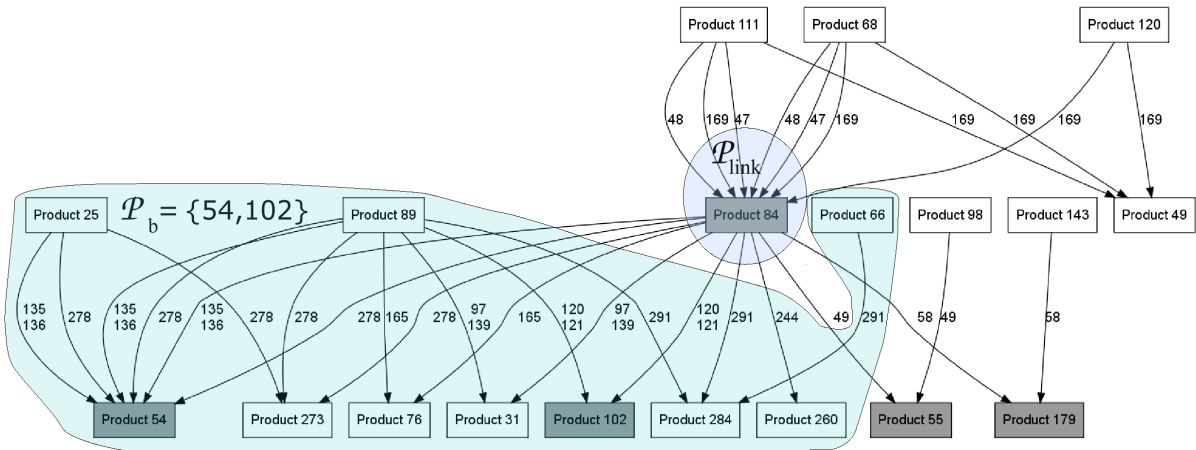 Product 111 Product 68 Product 120
48 169 47 48 47 169 169 169 169 169
𝒫link
Product 25 𝒫b = {54,102} Product 89 Product 84 Product 66 Product 98 Product 143 Product 49
135 278 135 278 135 278 278 278 165 278 97 165 120 291 97 120 291 244 49 291 58 49 58
136 136 136 139 121 139 121
Product 54 Product 273 Product 76 Product 31 Product 102 Product 284 Product 260 Product 55 Product 179